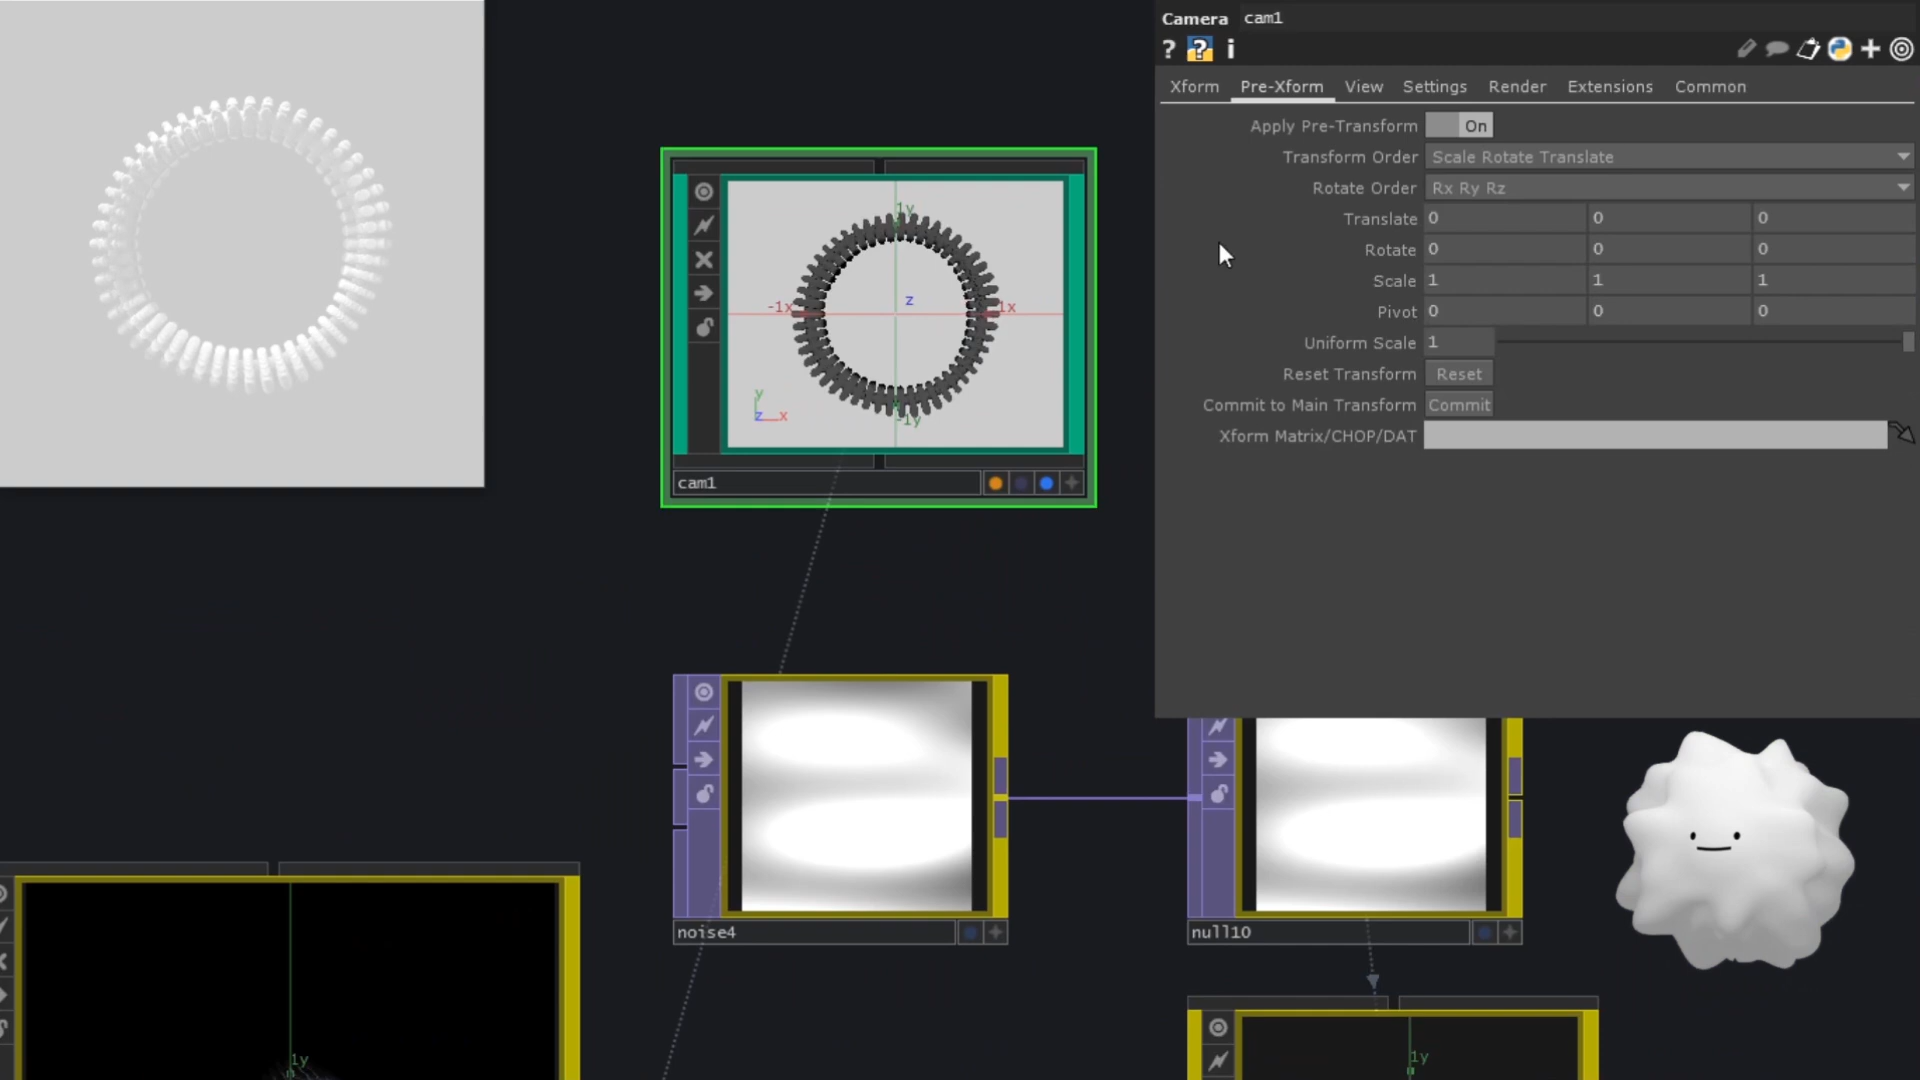 Camera cam1
? ? i
Xform Pre-Xform View Settings Render Extensions Common
Apply Pre-Transform On
Transform Order Scale Rotate Translate
Rotate Order Rx Ry Rz
Translate 0 0 0
Rotate 0 0 0
Scale 1 1 1
Pivot 0 0 0
Uniform Scale 1
Reset Transform Reset
Commit to Main Transform Commit
Xform Matrix/CHOP/DAT
1y
z
-1x 1x
y
z x
-1y
cam1
noise4
null10
1y
1y